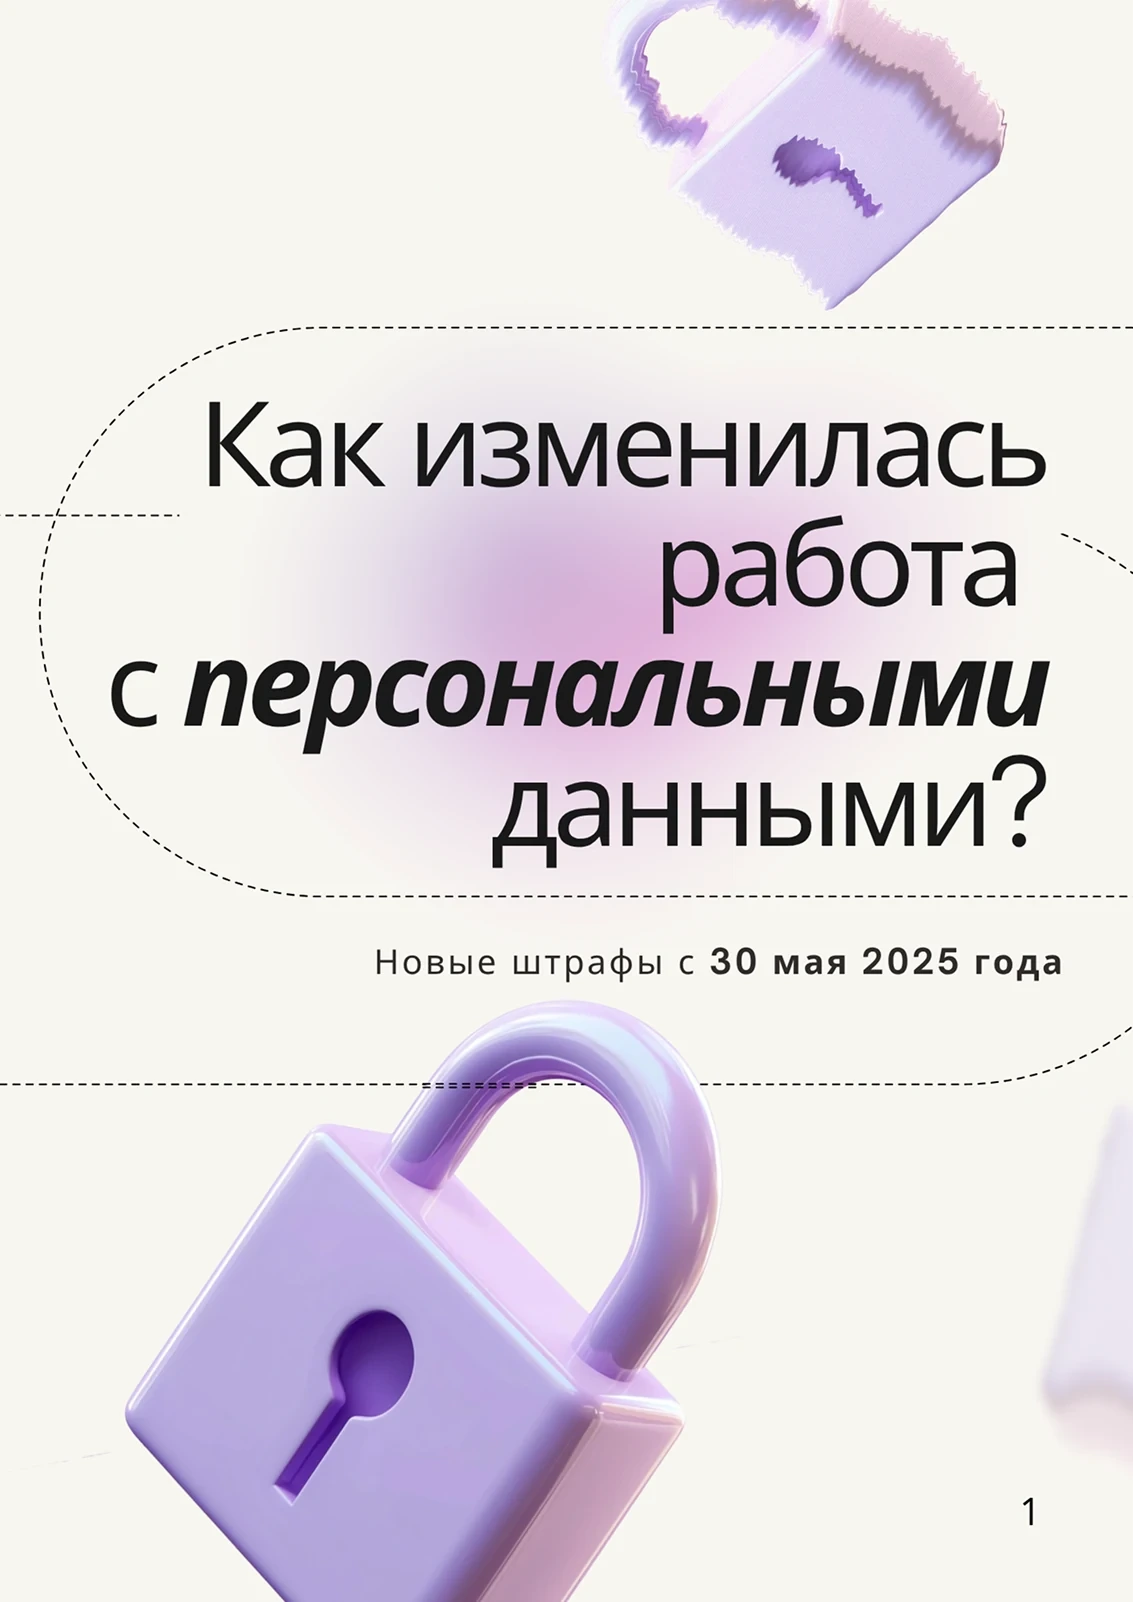 Как изменилась
работа
с персональными
данными?
Новые штрафы с 30 мая 2025 года
1